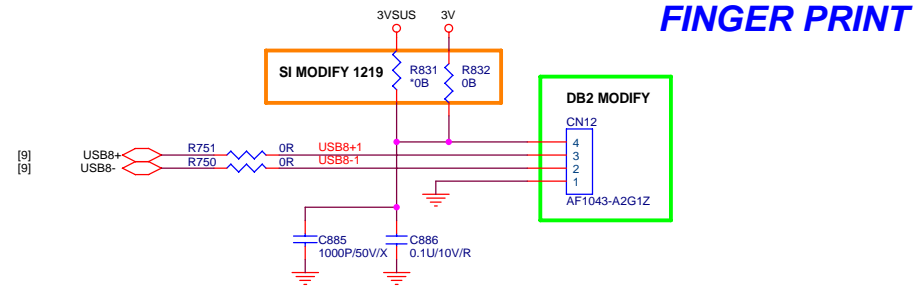 FINGER PRINT
3VSUS
3V
SI MODIFY 1219
R831
*0B
R832
0B
DB2 MODIFY
CN12
4
3
2
1
AF1043-A2G1Z
[9]
USB8+
R751
0R
USB8+1
[9]
USB8-
R750
0R
USB8-1
C885
1000P/50V/X
C886
0.1U/10V/R